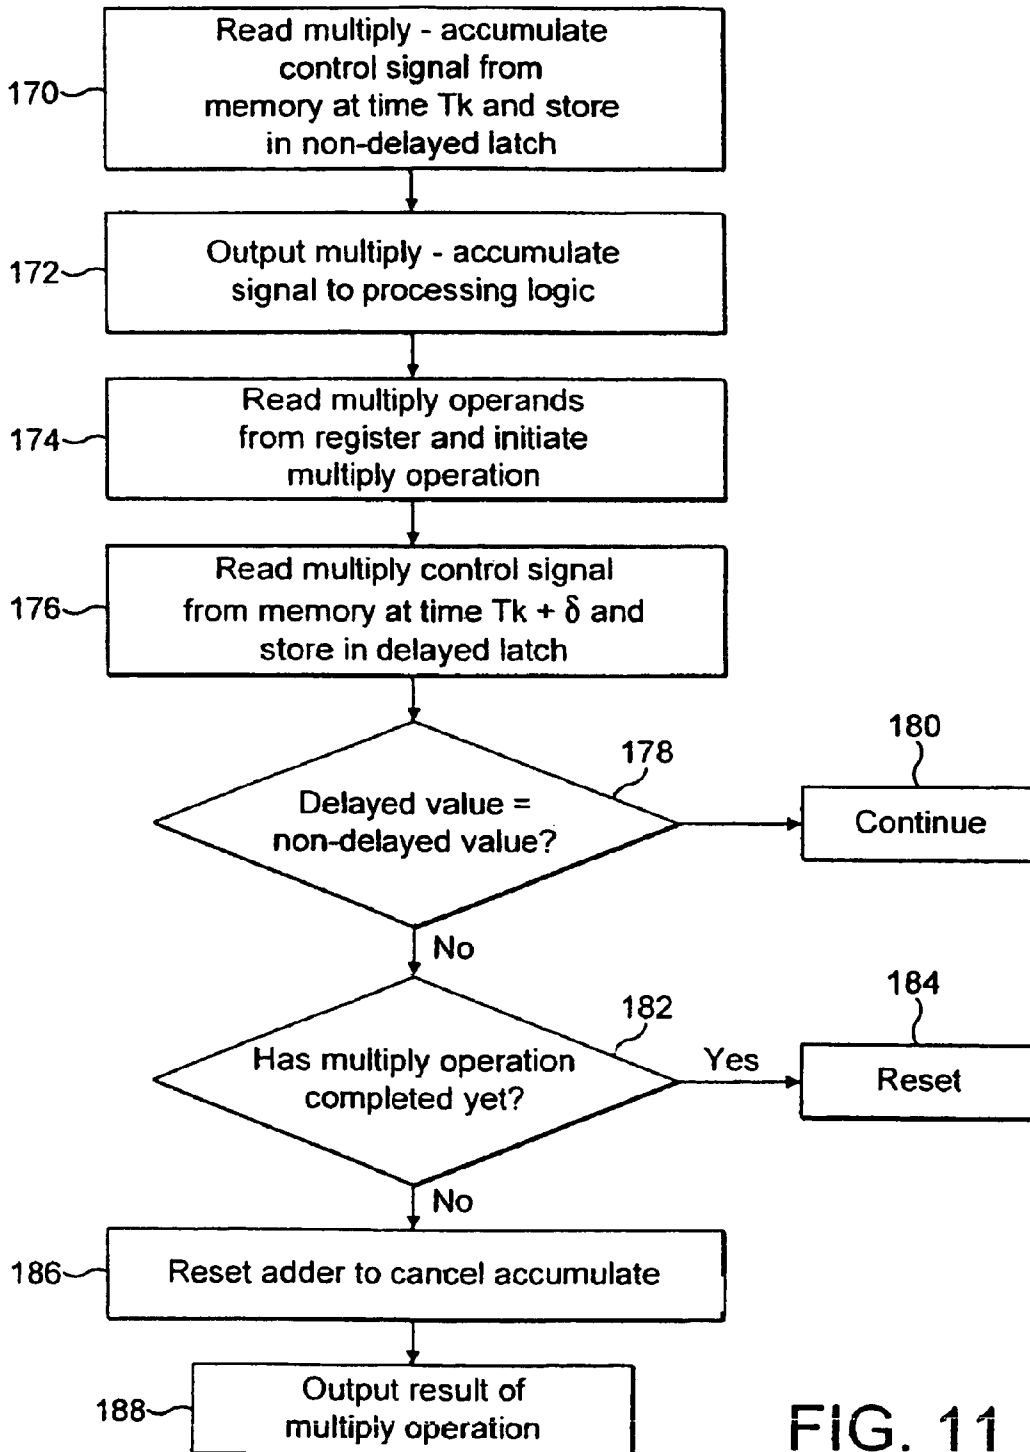 Read multiply - accumulate
control signal from
memory at time Tk and store
in non-delayed latch
170
Output multiply - accumulate
signal to processing logic
172
Read multiply operands
from register and initiate
multiply operation
174
Read multiply control signal
from memory at time Tk + δ and
store in delayed latch
176
Delayed value =
non-delayed value?
178
180
Continue
No
Has multiply operation
completed yet?
182
Yes
184
Reset
No
Reset adder to cancel accumulate
186
Output result of
multiply operation
188
FIG. 11